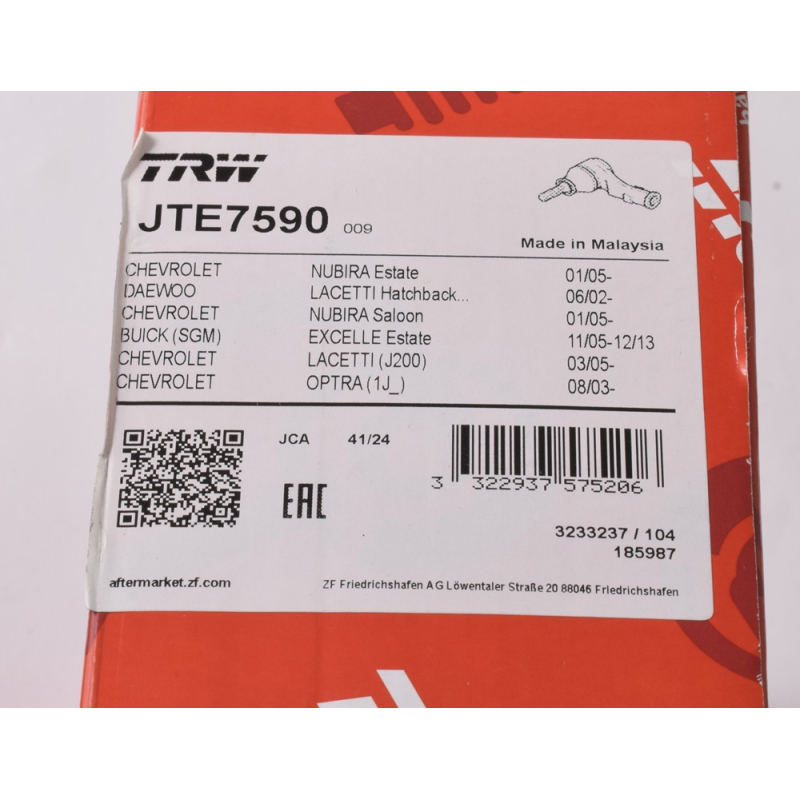 TRW
JTE7590 009
Made in Malaysia
CHEVROLET NUBIRA Estate 01/05-
DAEWOO LACETTI Hatchback... 06/02-
CHEVROLET NUBIRA Saloon 01/05-
BUICK (SGM) EXCELLE Estate 11/05-12/13
CHEVROLET LACETTI (J200) 03/05-
CHEVROLET OPTRA (1J_) 08/03-
JCA 41/24
EAC
3 322937 575206
3233237 / 104
185987
aftermarket.zf.com
ZF Friedrichshafen AG Löwentaler Straße 20 88046 Friedrichshafen